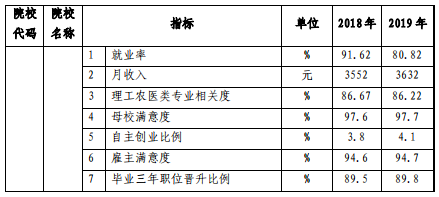 院校代码 院校名称 指标 单位 2018年 2019年
1 就业率 % 91.62 80.82
2 月收入 元 3552 3632
3 理工农医类专业相关度 % 86.67 86.22
4 母校满意度 % 97.6 97.7
5 自主创业比例 % 3.8 4.1
6 雇主满意度 % 94.6 94.7
7 毕业三年职位晋升比例 % 89.5 89.8